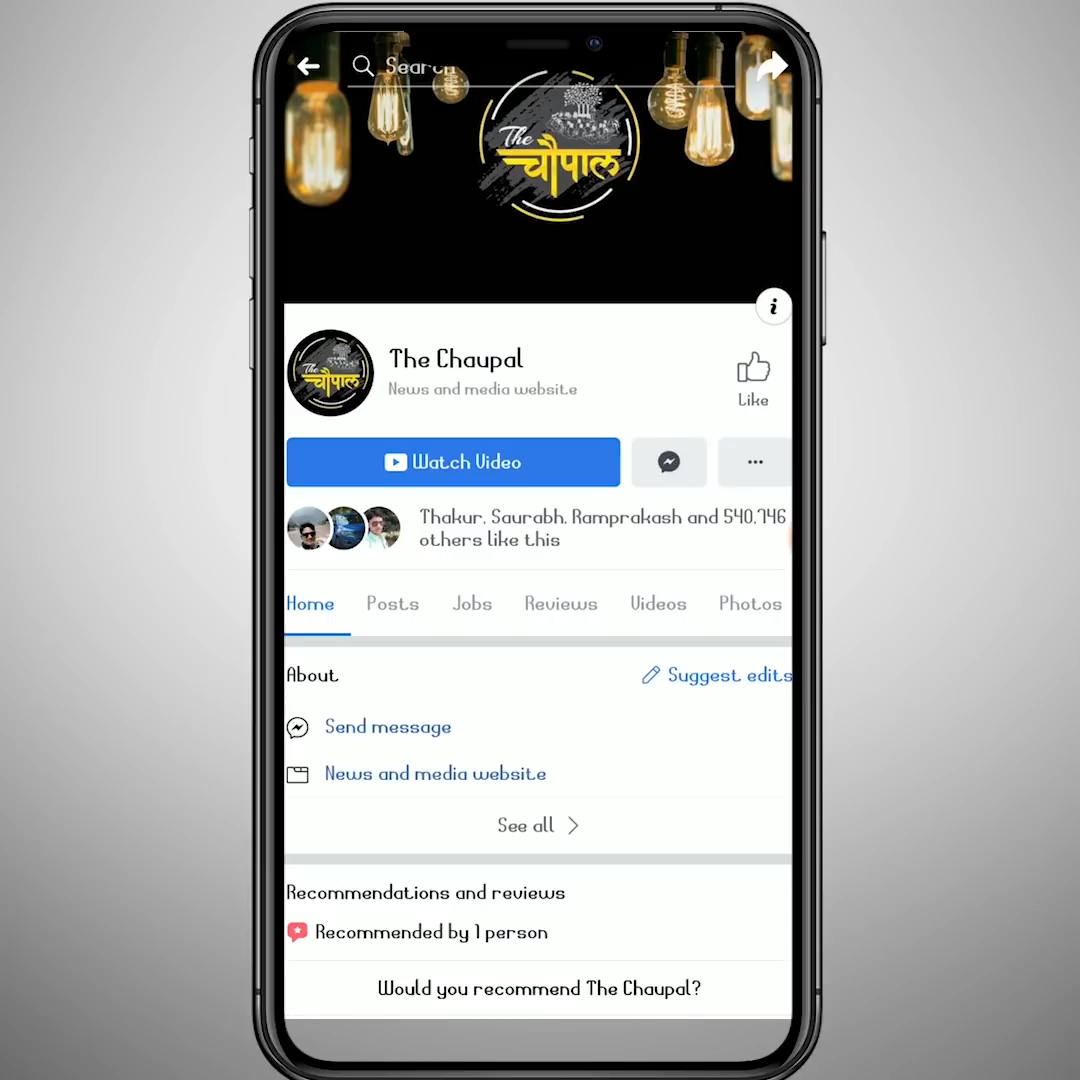 Search
The
चौपाल
The
चौपाल
The Chaupal
News and media website
Like
Watch Video
Thakur, Saurabh, Ramprakash and 540,746
others like this
Home Posts Jobs Reviews Videos Photos
About
Suggest edits
Send message
News and media website
See all
Recommendations and reviews
Recommended by 1 person
Would you recommend The Chaupal?